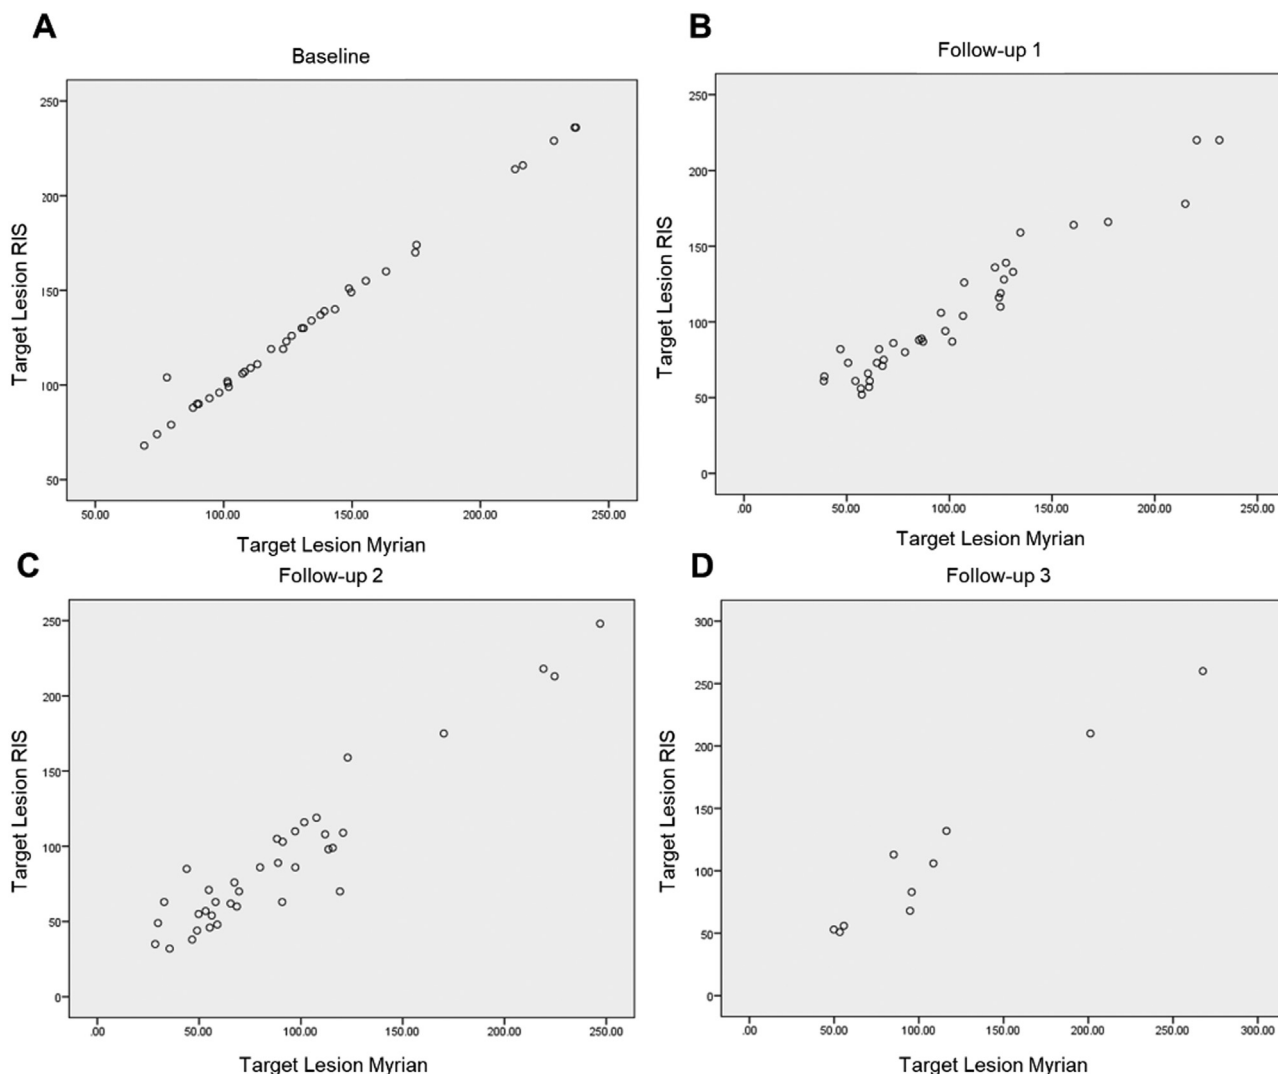 A
Baseline
Target Lesion RIS
250
200
150
100
50
50.00 100.00 150.00 200.00 250.00
Target Lesion Myrian
B
Follow-up 1
Target Lesion RIS
250
200
150
100
50
0
.00 50.00 100.00 150.00 200.00 250.00
Target Lesion Myrian
C
Follow-up 2
Target Lesion RIS
250
200
150
100
50
0
.00 50.00 100.00 150.00 200.00 250.00
Target Lesion Myrian
D
Follow-up 3
Target Lesion RIS
300
250
200
150
100
50
0
.00 50.00 100.00 150.00 200.00 250.00 300.00
Target Lesion Myrian